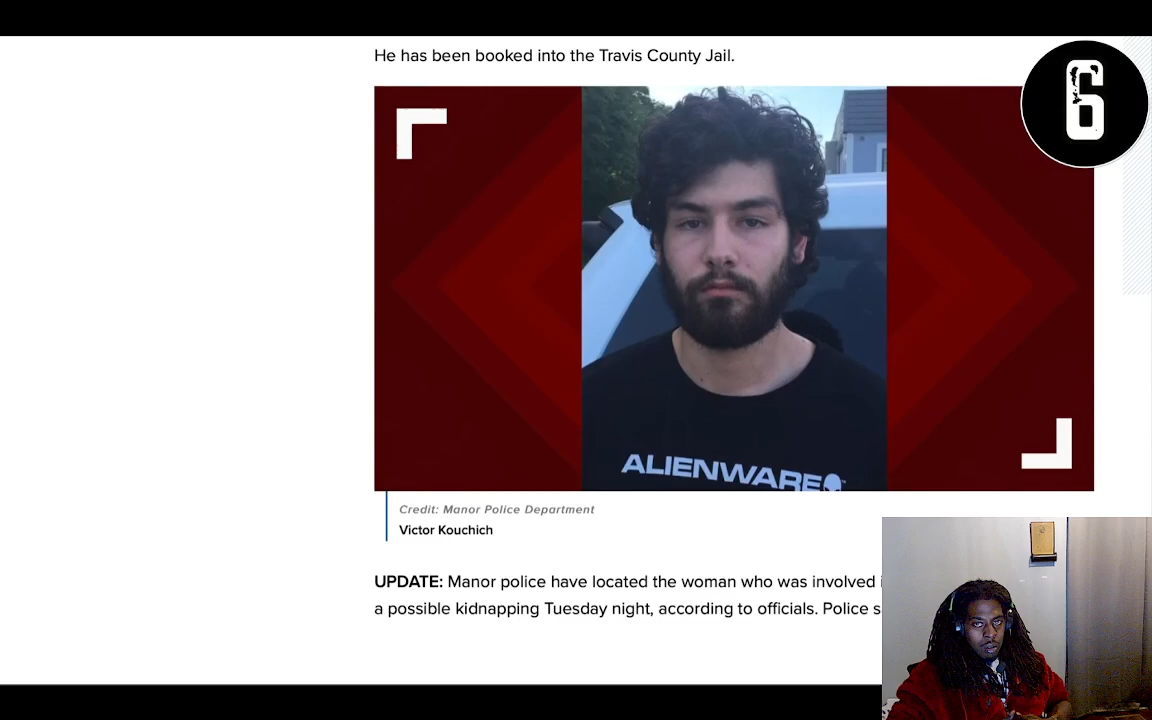 He has been booked into the Travis County Jail.
6
ALIENWARE
Credit: Manor Police Department
Victor Kouchich
UPDATE: Manor police have located the woman who was involved
a possible kidnapping Tuesday night, according to officials. Police s